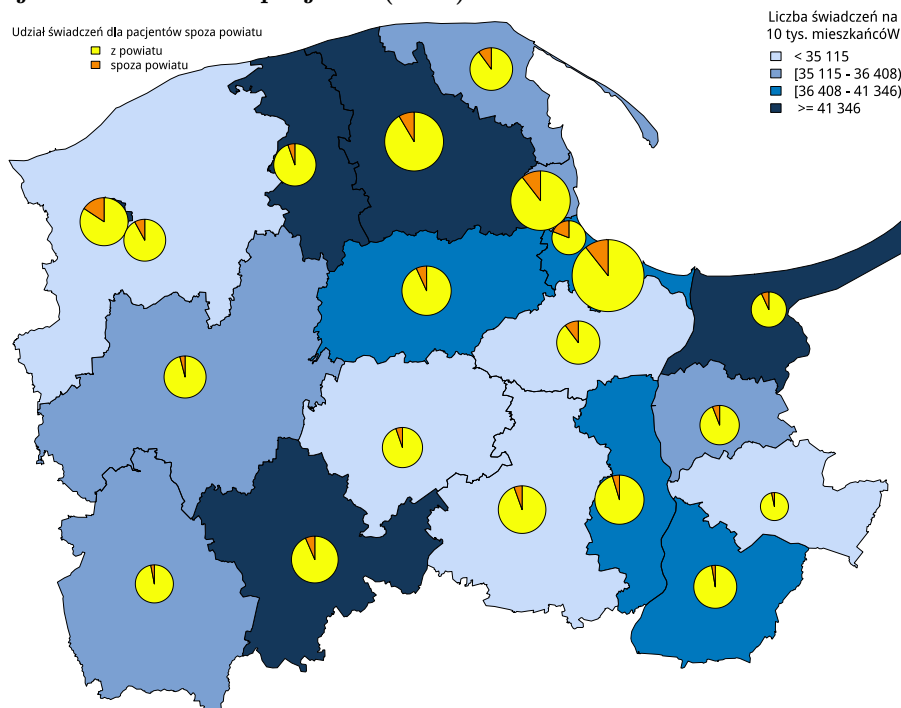 Udział świadczeń dla pacjentów spoza powiatu
z powiatu
spoza powiatu
Liczba świadczeń na
10 tys. mieszkańcóW
< 35 115
[35 115 - 36 408)
[36 408 - 41 346)
>= 41 346